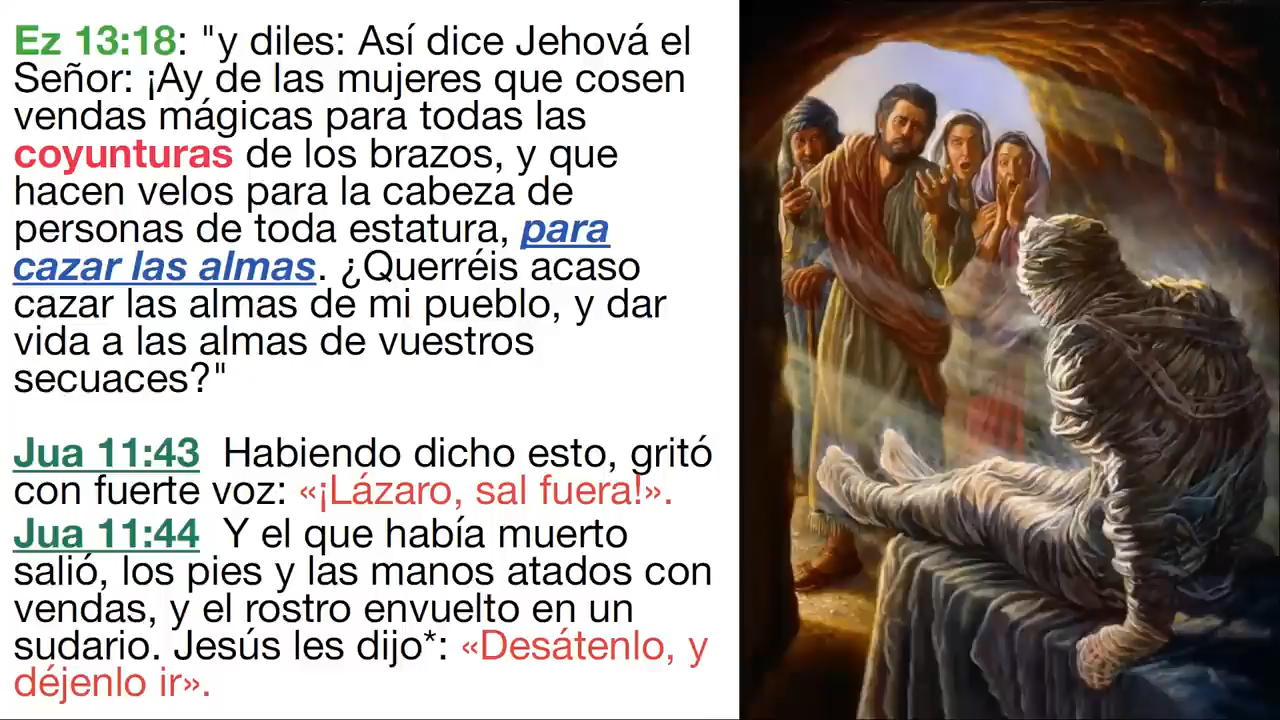 Ez 13:18: "y diles: Así dice Jehová el
Señor: ¡Ay de las mujeres que cosen
vendas mágicas para todas las
coyunturas de los brazos, y que
hacen velos para la cabeza de
personas de toda estatura, para
cazar las almas. ¿Querréis acaso
cazar las almas de mi pueblo, y dar
vida a las almas de vuestros
secuaces?"
Jua 11:43 Habiendo dicho esto, gritó
con fuerte voz: «¡Lázaro, sal fuera!».
Jua 11:44 Y el que había muerto
salió, los pies y las manos atados con
vendas, y el rostro envuelto en un
sudario. Jesús les dijo*: «Desátenlo, y
déjenlo ir».